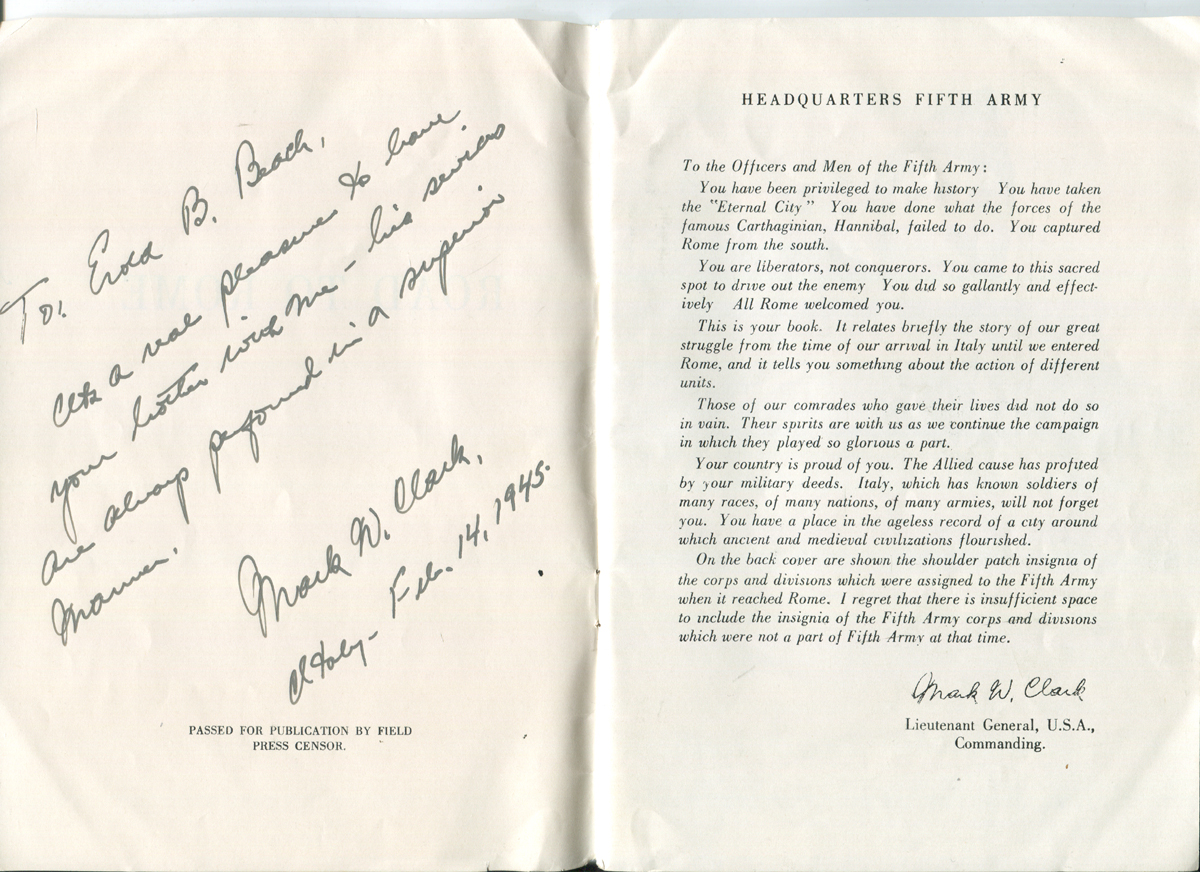 To: B. Beach,
Its a real pleasure to have
your brother with me – his services
are always performed in a superior
manner.
Mark W. Clark,
Italy – Feb. 14, 1945.
PASSED FOR PUBLICATION BY FIELD
PRESS CENSOR.
HEADQUARTERS FIFTH ARMY
To the Officers and Men of the Fifth Army:
You have been privileged to make history You have taken
the "Eternal City" You have done what the forces of the
famous Carthaginian, Hannibal, failed to do. You captured
Rome from the south.
You are liberators, not conquerors. You came to this sacred
spot to drive out the enemy You did so gallantly and effect-
ively All Rome welcomed you.
This is your book. It relates briefly the story of our great
struggle from the time of our arrival in Italy until we entered
Rome, and it tells you something about the action of different
units.
Those of our comrades who gave their lives did not do so
in vain. Their spirits are with us as we continue the campaign
in which they played so glorious a part.
Your country is proud of you. The Allied cause has profited
by your military deeds. Italy, which has known soldiers of
many races, of many nations, of many armies, will not forget
you. You have a place in the ageless record of a city around
which ancient and medieval civilizations flourished.
On the back cover are shown the shoulder patch insignia of
the corps and divisions which were assigned to the Fifth Army
when it reached Rome. I regret that there is insufficient space
to include the insignia of the Fifth Army corps and divisions
which were not a part of Fifth Army at that time.
Mark W. Clark
Lieutenant General, U.S.A.,
Commanding.